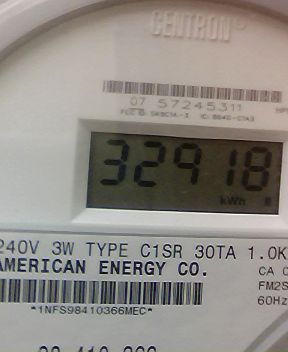 CENTRON®
07 57245311
32918
kWh
240V 3W TYPE C1SR 30TA 1.0K
AMERICAN ENERGY CO.
CA
FM2S
60Hz
*1NFS98410366MEC*